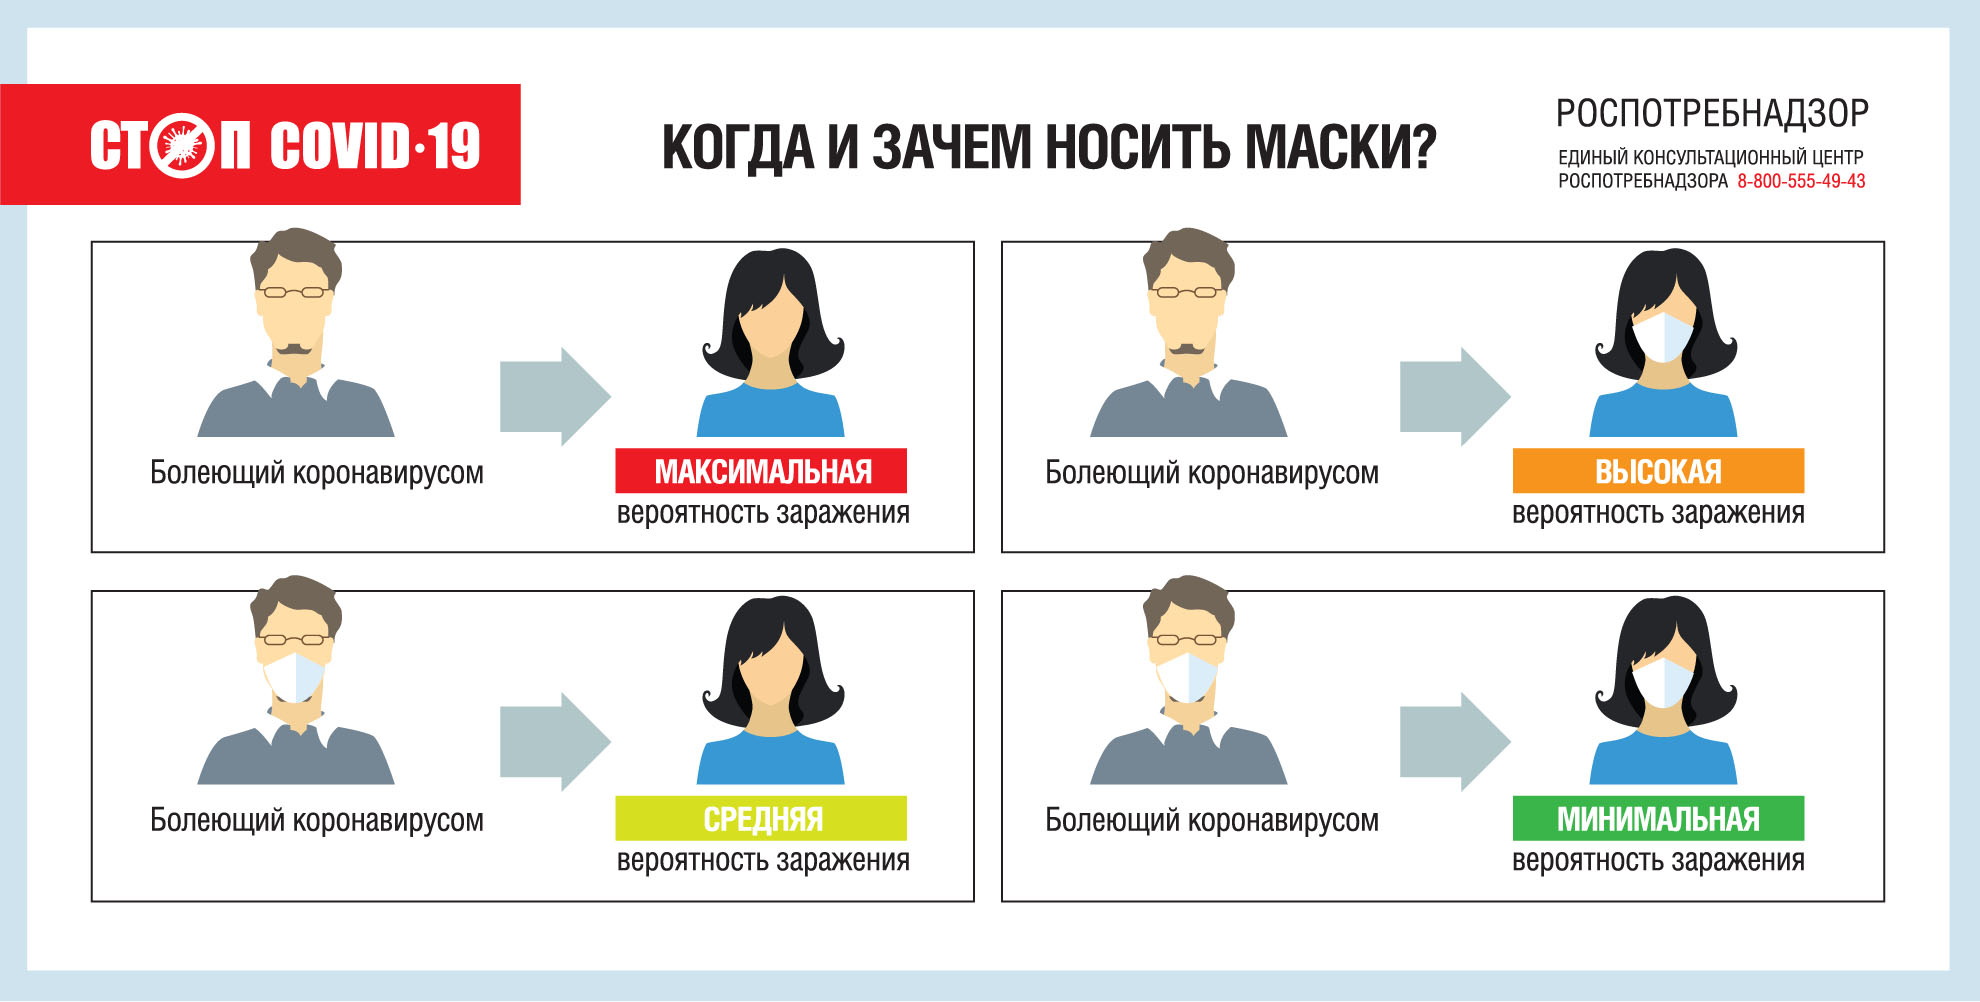 СТОП COVID·19
КОГДА И ЗАЧЕМ НОСИТЬ МАСКИ?
РОСПОТРЕБНАДЗОР
ЕДИНЫЙ КОНСУЛЬТАЦИОННЫЙ ЦЕНТР
РОСПОТРЕБНАДЗОРА 8-800-555-49-43
Болеющий коронавирусом
МАКСИМАЛЬНАЯ
вероятность заражения
Болеющий коронавирусом
ВЫСОКАЯ
вероятность заражения
Болеющий коронавирусом
СРЕДНЯЯ
вероятность заражения
Болеющий коронавирусом
МИНИМАЛЬНАЯ
вероятность заражения